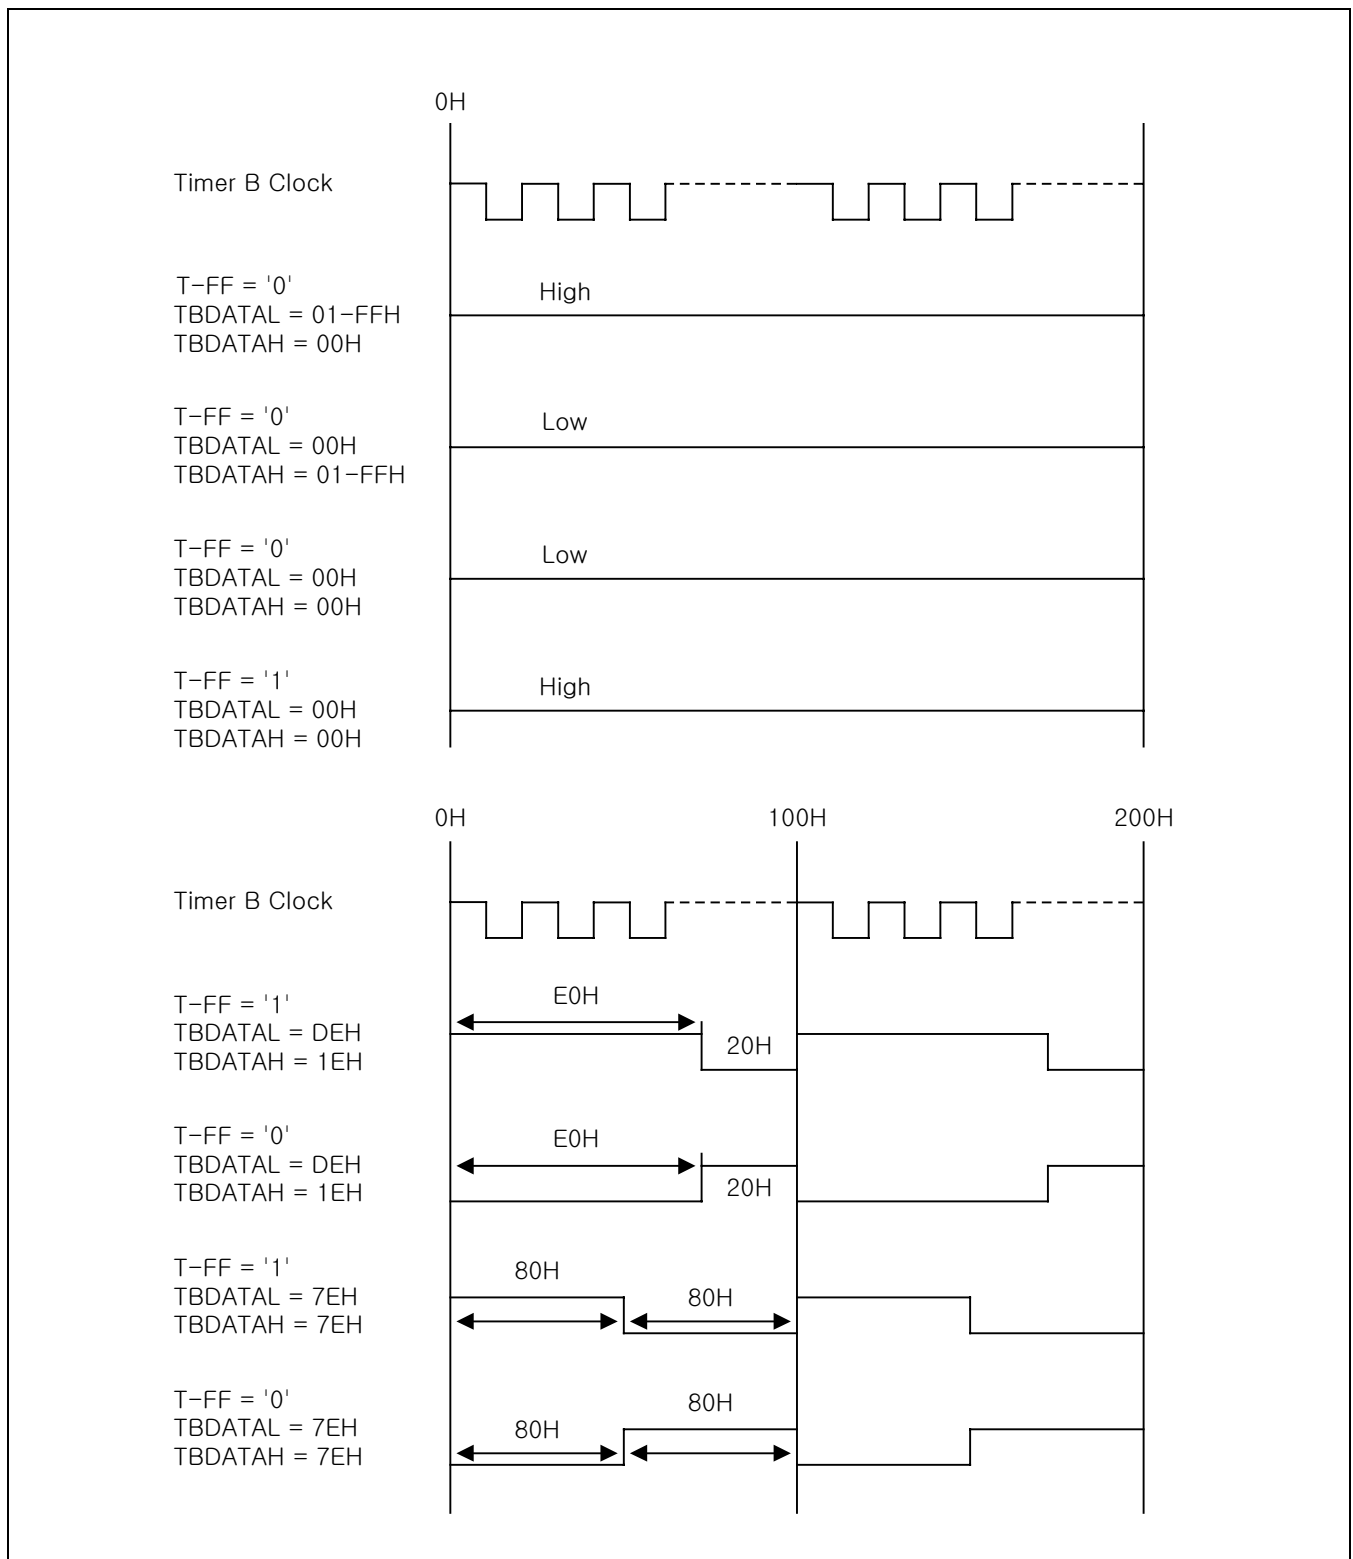 0H
Timer B Clock
T-FF = '0'
TBDATAL = 01-FFH
TBDATAH = 00H
High
T-FF = '0'
TBDATAL = 00H
TBDATAH = 01-FFH
Low
T-FF = '0'
TBDATAL = 00H
TBDATAH = 00H
Low
T-FF = '1'
TBDATAL = 00H
TBDATAH = 00H
High
0H 100H 200H
Timer B Clock
T-FF = '1'
TBDATAL = DEH
TBDATAH = 1EH
E0H
20H
T-FF = '0'
TBDATAL = DEH
TBDATAH = 1EH
E0H
20H
T-FF = '1'
TBDATAL = 7EH
TBDATAH = 7EH
80H
80H
T-FF = '0'
TBDATAL = 7EH
TBDATAH = 7EH
80H
80H